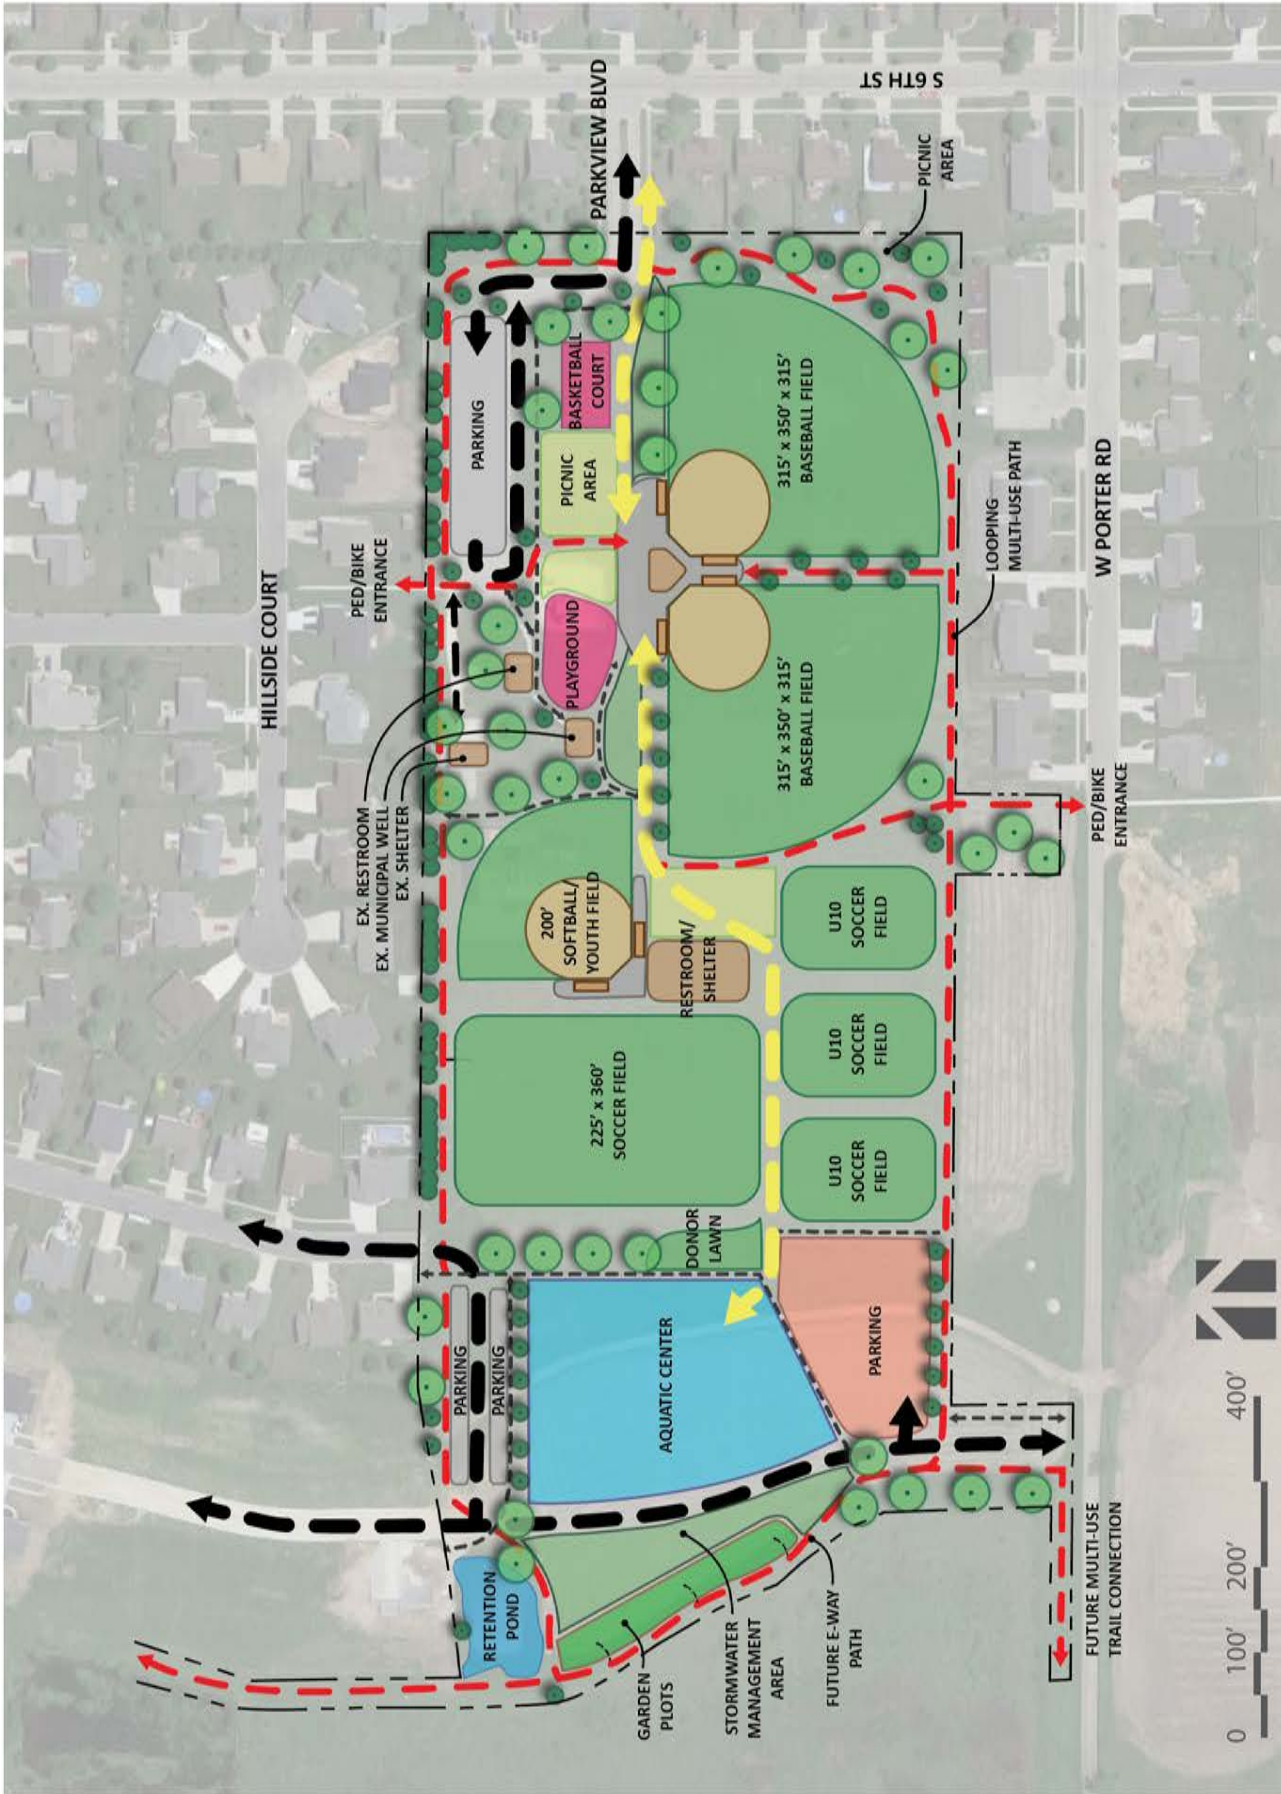 S 6TH ST
PARKVIEW BLVD
PICNIC
AREA
BASKETBALL
COURT
PARKING
PICNIC
AREA
315' x 350' x 315'
BASEBALL FIELD
LOOPING
MULTI-USE PATH
W PORTER RD
PED/BIKE
ENTRANCE
HILLSIDE COURT
PLAYGROUND
315' x 350' x 315'
BASEBALL FIELD
PED/BIKE
ENTRANCE
EX. RESTROOM
EX. MUNICIPAL WELL
EX. SHELTER
200'
SOFTBALL/
YOUTH FIELD
RESTROOM/
SHELTER
U10
SOCCER
FIELD
U10
SOCCER
FIELD
U10
SOCCER
FIELD
225' x 360'
SOCCER FIELD
DONOR
LAWN
PARKING
PARKING
AQUATIC CENTER
PARKING
RETENTION
POND
GARDEN
PLOTS
STORMWATER
MANAGEMENT
AREA
FUTURE E-WAY
PATH
FUTURE MULTI-USE
TRAIL CONNECTION
0 100' 200' 400'